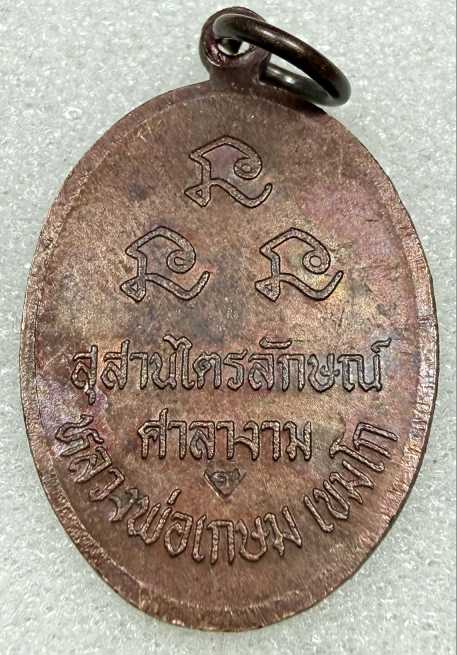 สุสานไตรลักษณ์
ศาลางาม
หลวงพ่อเกษม เขมโก